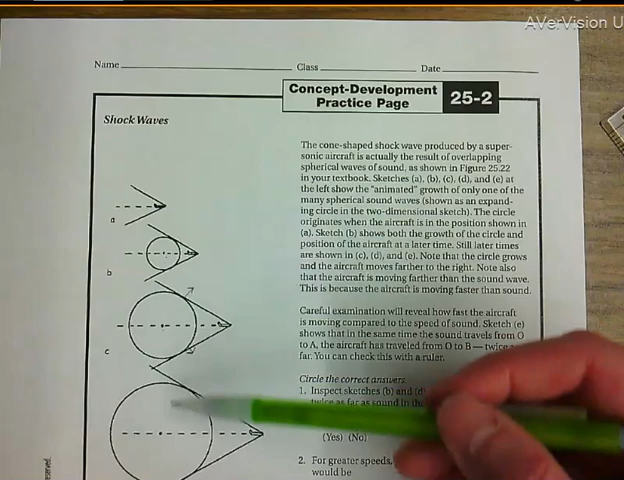 AVerVision U
Name Class Date
Concept-Development
Practice Page
25-2
Shock Waves
The cone-shaped shock wave produced by a super-
sonic aircraft is actually the result of overlapping
spherical waves of sound, as shown in Figure 25.22
in your textbook. Sketches (a), (b), (c), (d), and (e) at
the left show the "animated" growth of only one of the
many spherical sound waves (shown as an expand-
ing circle in the two-dimensional sketch). The circle
originates when the aircraft is in the position shown in
(a). Sketch (b) shows both the growth of the circle and
position of the aircraft at a later time. Still later times
are shown in (c), (d), and (e). Note that the circle grows
and the aircraft moves farther to the right. Note also
that the aircraft is moving farther than the sound wave.
This is because the aircraft is moving faster than sound.
Careful examination will reveal how fast the aircraft
is moving compared to the speed of sound. Sketch (e)
shows that in the same time the sound travels from O
to A, the aircraft has traveled from O to B — twice
far. You can check this with a ruler.
Circle the correct answers.
1. Inspect sketches (b) and (d)
twice as far as sound in the
(Yes) (No)
2. For greater speeds,
would be
a
b
c
reserved.